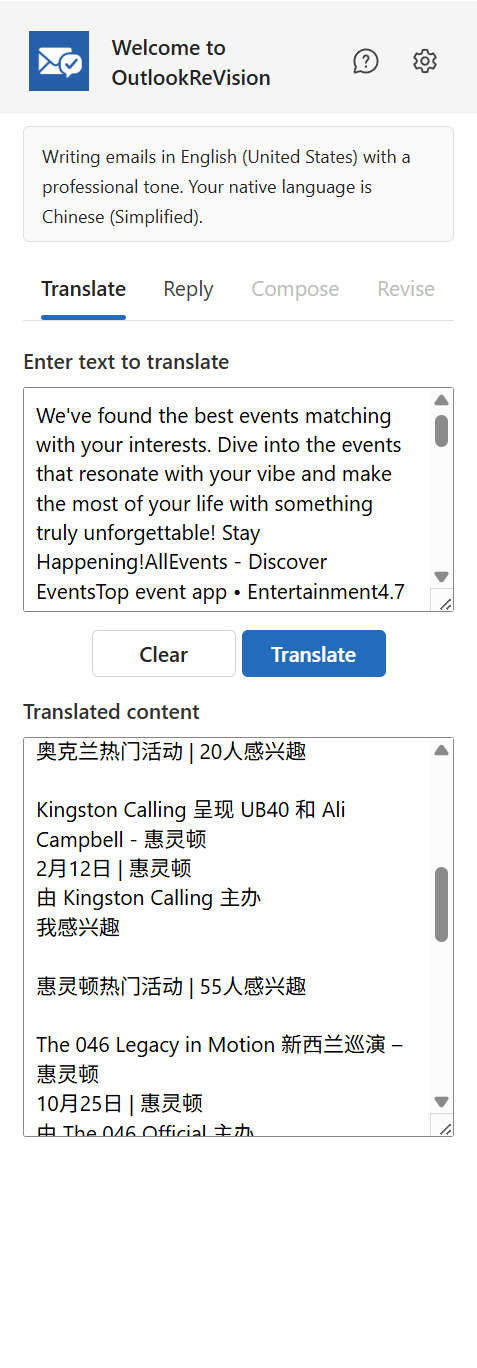 Welcome to
OutlookReVision
Writing emails in English (United States) with a
professional tone. Your native language is
Chinese (Simplified).
Translate Reply Compose Revise
Enter text to translate
We've found the best events matching
with your interests. Dive into the events
that resonate with your vibe and make
the most of your life with something
truly unforgettable! Stay
Happening!AllEvents - Discover
EventsTop event app • Entertainment4.7
Clear Translate
Translated content
奥克兰热门活动 | 20人感兴趣
Kingston Calling 呈现 UB40 和 Ali
Campbell - 惠灵顿
2月12日 | 惠灵顿
由 Kingston Calling 主办
我感兴趣
惠灵顿热门活动 | 55人感兴趣
The 046 Legacy in Motion 新西兰巡演 –
惠灵顿
10月25日 | 惠灵顿
由 The 046 Official 主办